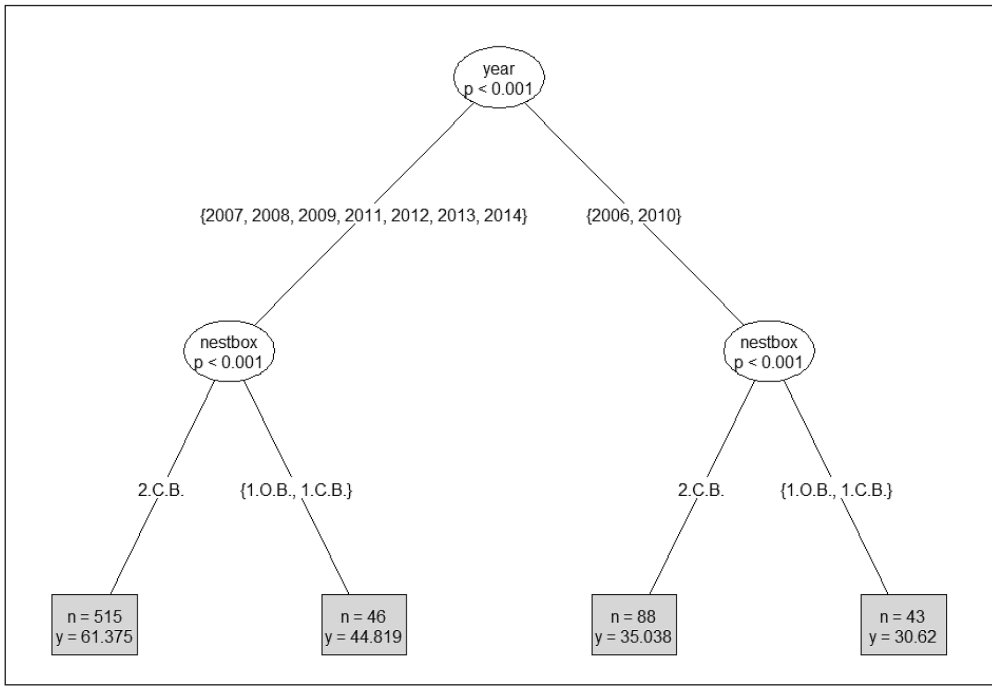 year
p < 0.001
{2007, 2008, 2009, 2011, 2012, 2013, 2014}
{2006, 2010}
nestbox
p < 0.001
nestbox
p < 0.001
2.C.B.
{1.O.B., 1.C.B.}
2.C.B.
{1.O.B., 1.C.B.}
n = 515
y = 61.375
n = 46
y = 44.819
n = 88
y = 35.038
n = 43
y = 30.62